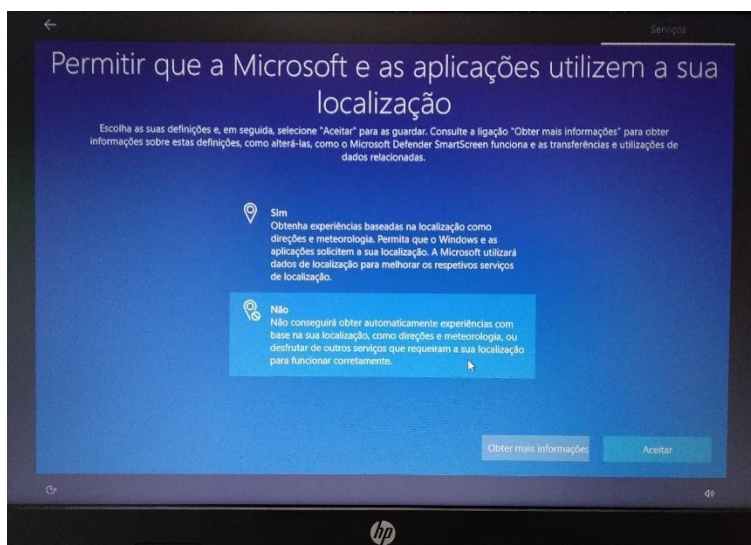 Serviços
Permitir que a Microsoft e as aplicações utilizem a sua
localização
Escolha as suas definições e, em seguida, selecione "Aceitar" para as guardar. Consulte a ligação "Obter mais informações" para obter
informações sobre estas definições, como alterá-las, como o Microsoft Defender SmartScreen funciona e as transferências e utilizações de
dados relacionadas.
Sim
Obtenha experiências baseadas na localização como
direções e meteorologia. Permita que o Windows e as
aplicações solicitem a sua localização. A Microsoft utilizará
dados de localização para melhorar os respetivos serviços
de localização.
Não
Não conseguirá obter automaticamente experiências com
base na sua localização, como direções e meteorologia, ou
desfrutar de outros serviços que requeiram a sua localização
para funcionar corretamente.
Obter mais informações
Aceitar
hp